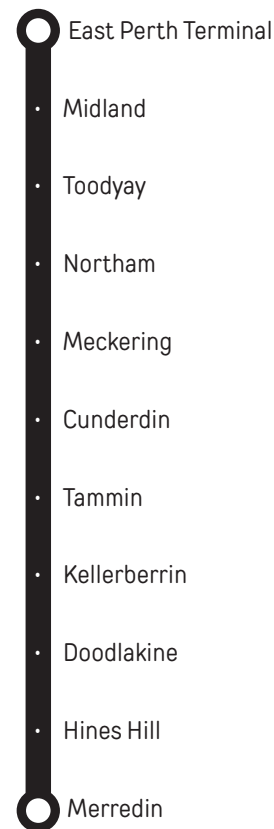 East Perth Terminal
Midland
Toodyay
Northam
Meckering
Cunderdin
Tammin
Kellerberrin
Doodlakine
Hines Hill
Merredin